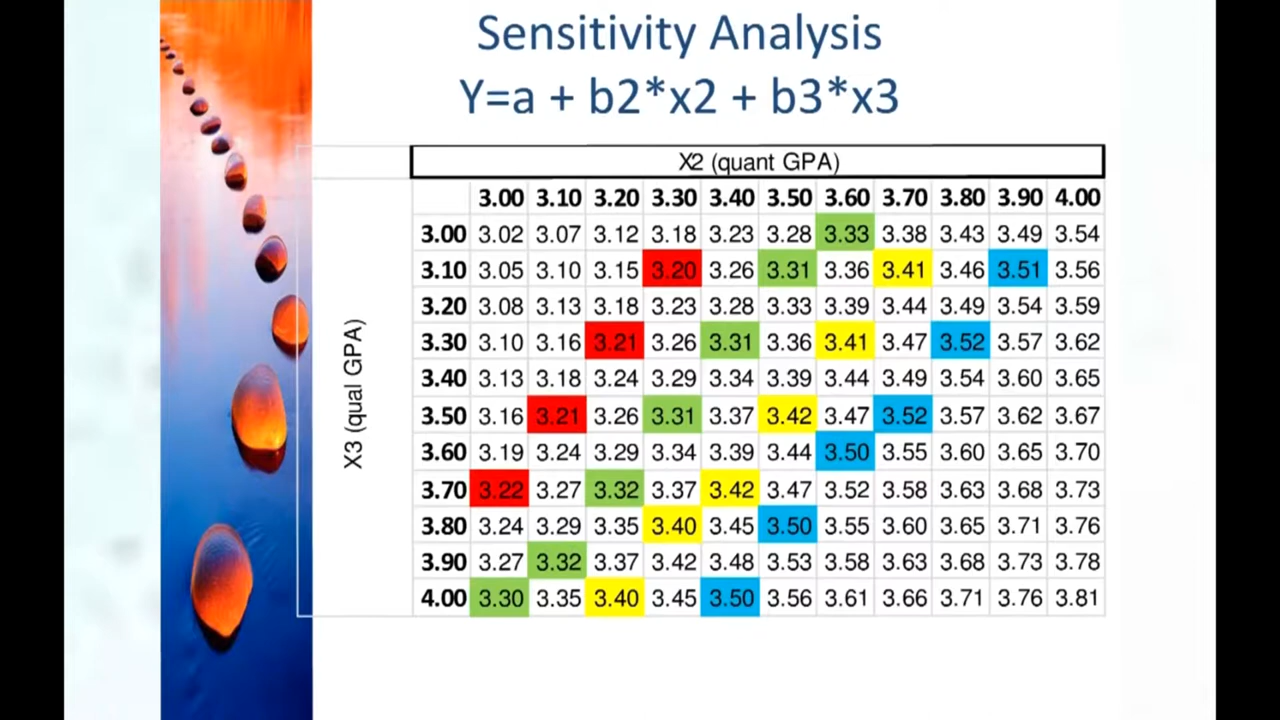 Sensitivity Analysis
Y=a + b2*x2 + b3*x3
X2 (quant GPA)
3.00 3.10 3.20 3.30 3.40 3.50 3.60 3.70 3.80 3.90 4.00
X3 (qual GPA)
3.00 3.02 3.07 3.12 3.18 3.23 3.28 3.33 3.38 3.43 3.49 3.54
3.10 3.05 3.10 3.15 3.20 3.26 3.31 3.36 3.41 3.46 3.51 3.56
3.20 3.08 3.13 3.18 3.23 3.28 3.33 3.39 3.44 3.49 3.54 3.59
3.30 3.10 3.16 3.21 3.26 3.31 3.36 3.41 3.47 3.52 3.57 3.62
3.40 3.13 3.18 3.24 3.29 3.34 3.39 3.44 3.49 3.54 3.60 3.65
3.50 3.16 3.21 3.26 3.31 3.37 3.42 3.47 3.52 3.57 3.62 3.67
3.60 3.19 3.24 3.29 3.34 3.39 3.44 3.50 3.55 3.60 3.65 3.70
3.70 3.22 3.27 3.32 3.37 3.42 3.47 3.52 3.58 3.63 3.68 3.73
3.80 3.24 3.29 3.35 3.40 3.45 3.50 3.55 3.60 3.65 3.71 3.76
3.90 3.27 3.32 3.37 3.42 3.48 3.53 3.58 3.63 3.68 3.73 3.78
4.00 3.30 3.35 3.40 3.45 3.50 3.56 3.61 3.66 3.71 3.76 3.81